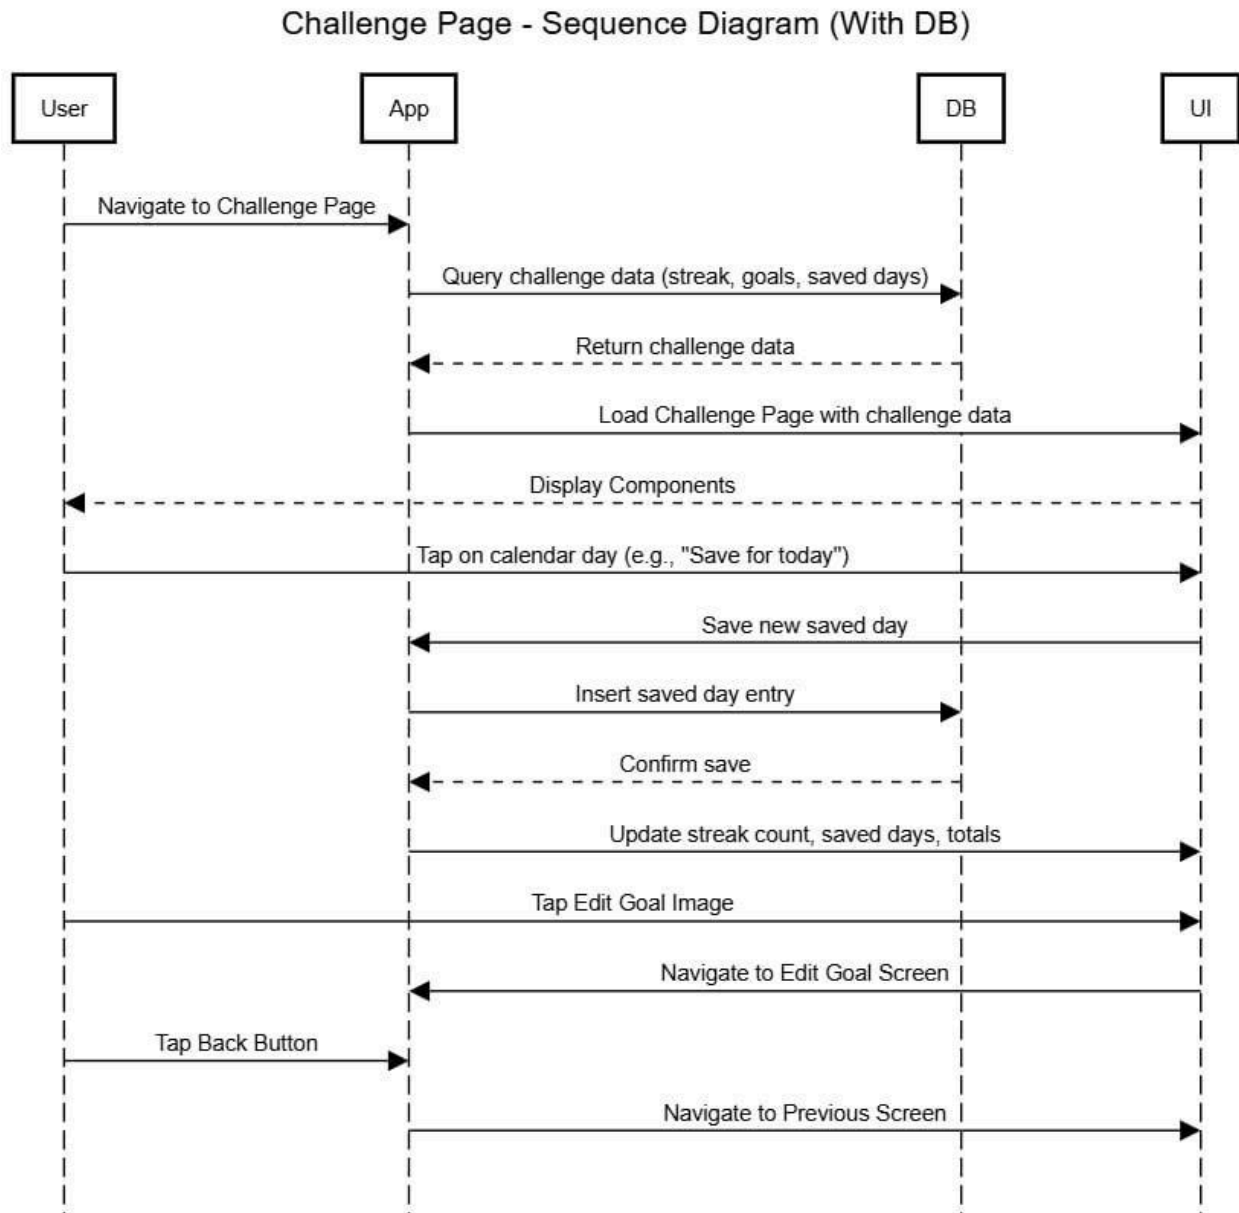 Challenge Page - Sequence Diagram (With DB)
User
App
DB
UI
Navigate to Challenge Page
Query challenge data (streak, goals, saved days)
Return challenge data
Load Challenge Page with challenge data
Display Components
Tap on calendar day (e.g., "Save for today")
Save new saved day
Insert saved day entry
Confirm save
Update streak count, saved days, totals
Tap Edit Goal Image
Navigate to Edit Goal Screen
Tap Back Button
Navigate to Previous Screen